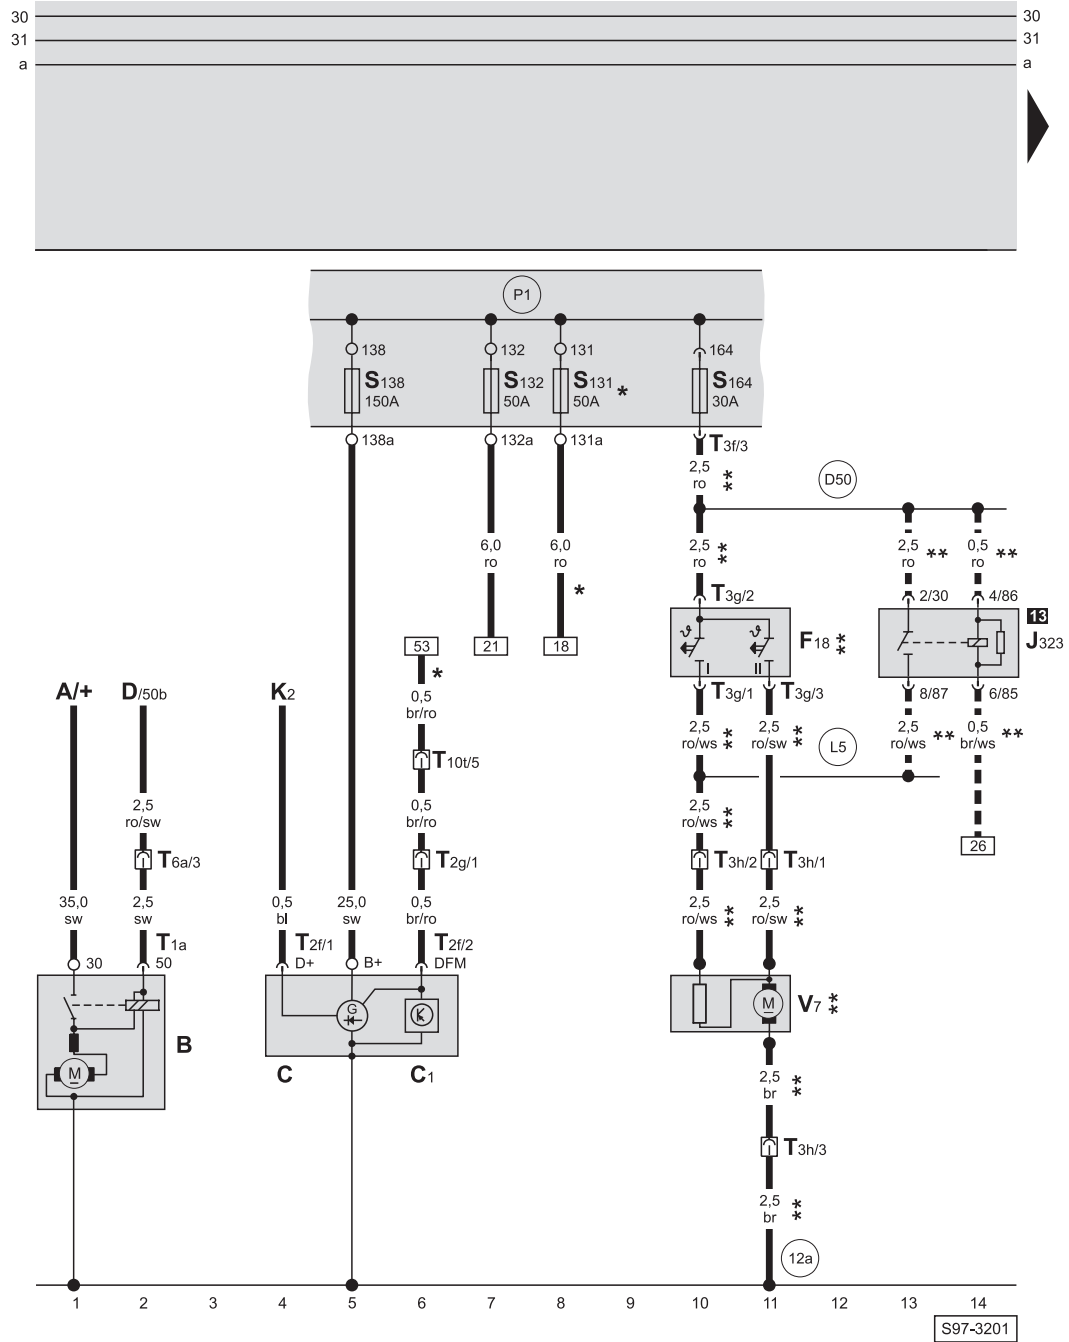 30 30
31 31
a a
P1
138 132 131 164
S138 S132 S131 * S164
150A 50A 50A 30A
138a 132a 131a T3f/3
2,5
ro **
D50
6,0
ro
6,0
ro
*
2,5
ro **
2,5
ro **
0,5
ro **
T3g/2 2/30 4/86
13
F18 ** J323
I II
53 21 18
*
A/+ D/50b K2
0,5
br/ro
T3g/1 T3g/3 8/87 6/85
2,5
ro/ws **
2,5
ro/sw **
L5
2,5
ro/ws **
0,5
br/ws **
T10t/5
2,5
ro/sw
0,5
br/ro
2,5
ro/ws **
T6a/3 T2g/1 T3h/2 T3h/1 26
35,0
sw
2,5
sw
0,5
bl
25,0
sw
0,5
br/ro
2,5
ro/ws **
2,5
ro/sw **
T1a T2f/1 T2f/2
30 50 D+ B+ DFM
G
M V7 **
B
M
C C1
2,5
br **
T3h/3
2,5
br **
12a
1 2 3 4 5 6 7 8 9 10 11 12 13 14
S97-3201